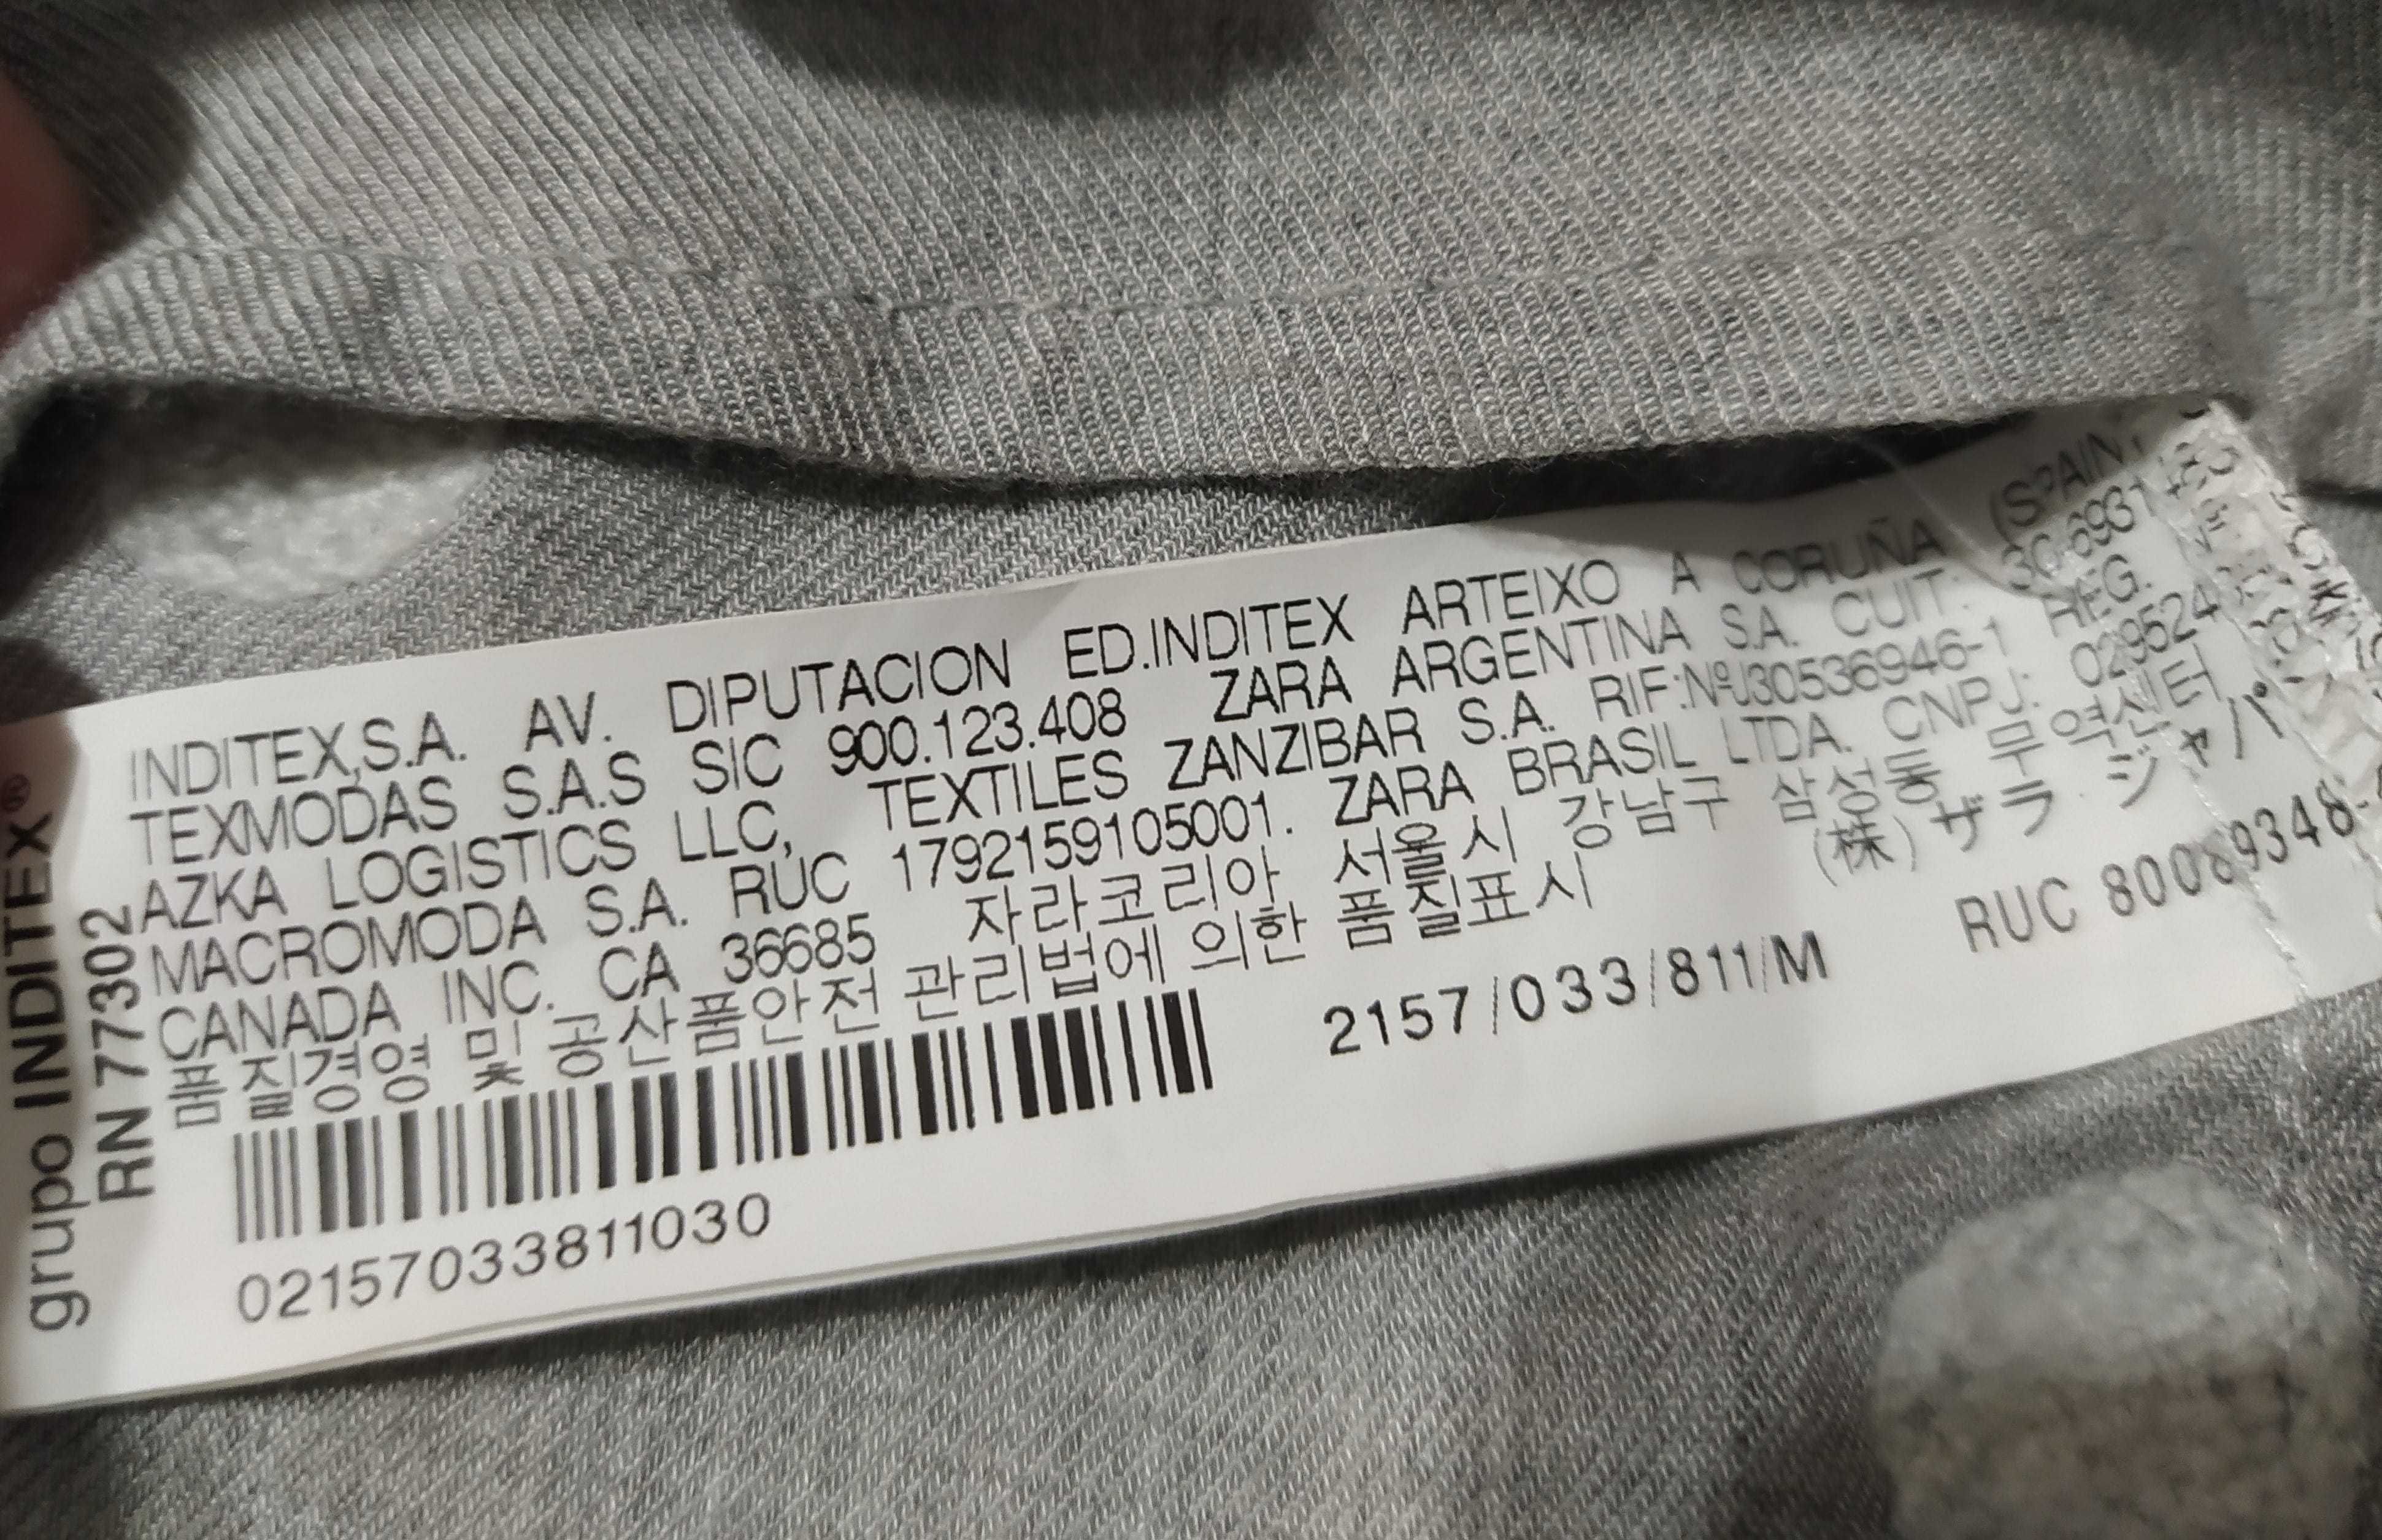 grupo INDITEX®
RN 77302
INDITEX,S.A. AV. DIPUTACION ED.INDITEX ARTEIXO A CORUÑA
TEXMODAS S.A.S SIC 900.123.408 ZARA ARGENTINA S.A. CUIT:
AZKA LOGISTICS LLC, TEXTILES ZANZIBAR S.A. RIF:NºJ30536946-1 REG.
MACROMODA S.A. RUC 1792159105001. ZARA BRASIL LTDA. CNPJ: 029524
CANADA INC. CA 36685 자라코리아 서울시 강남구 삼성동 무역센터
품질경영 및 공산품안전 관리법에 의한 품질표시 (株) ザラ ジャパ
2157/033/811/M RUC
02157033811030